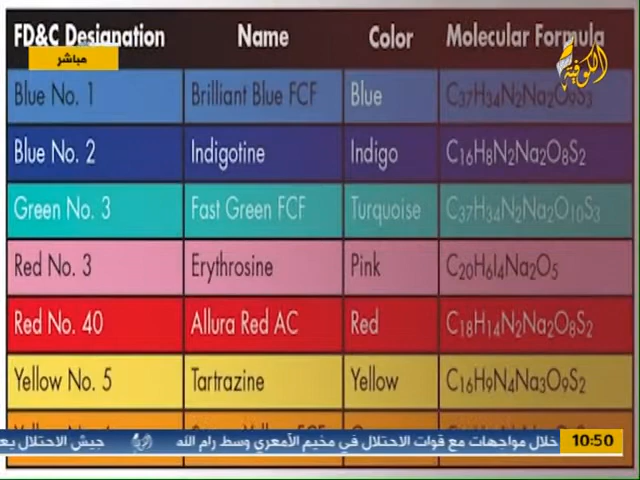 FD&C Designation Name Color Molecular Formula
مباشر
الكوفية
Blue No. 1 Brilliant Blue FCF Blue C37H34N2Na2O9S3
Blue No. 2 Indigotine Indigo C16H8N2Na2O8S2
Green No. 3 Fast Green FCF Turquoise C37H34N2Na2O10S3
Red No. 3 Erythrosine Pink C20H6I4Na2O5
Red No. 40 Allura Red AC Red C18H14N2Na2O8S2
Yellow No. 5 Tartrazine Yellow C16H9N4Na3O9S2
خلال مواجهات مع قوات الاحتلال في مخيم الأمعري وسط رام الله جيش الاحتلال
10:50